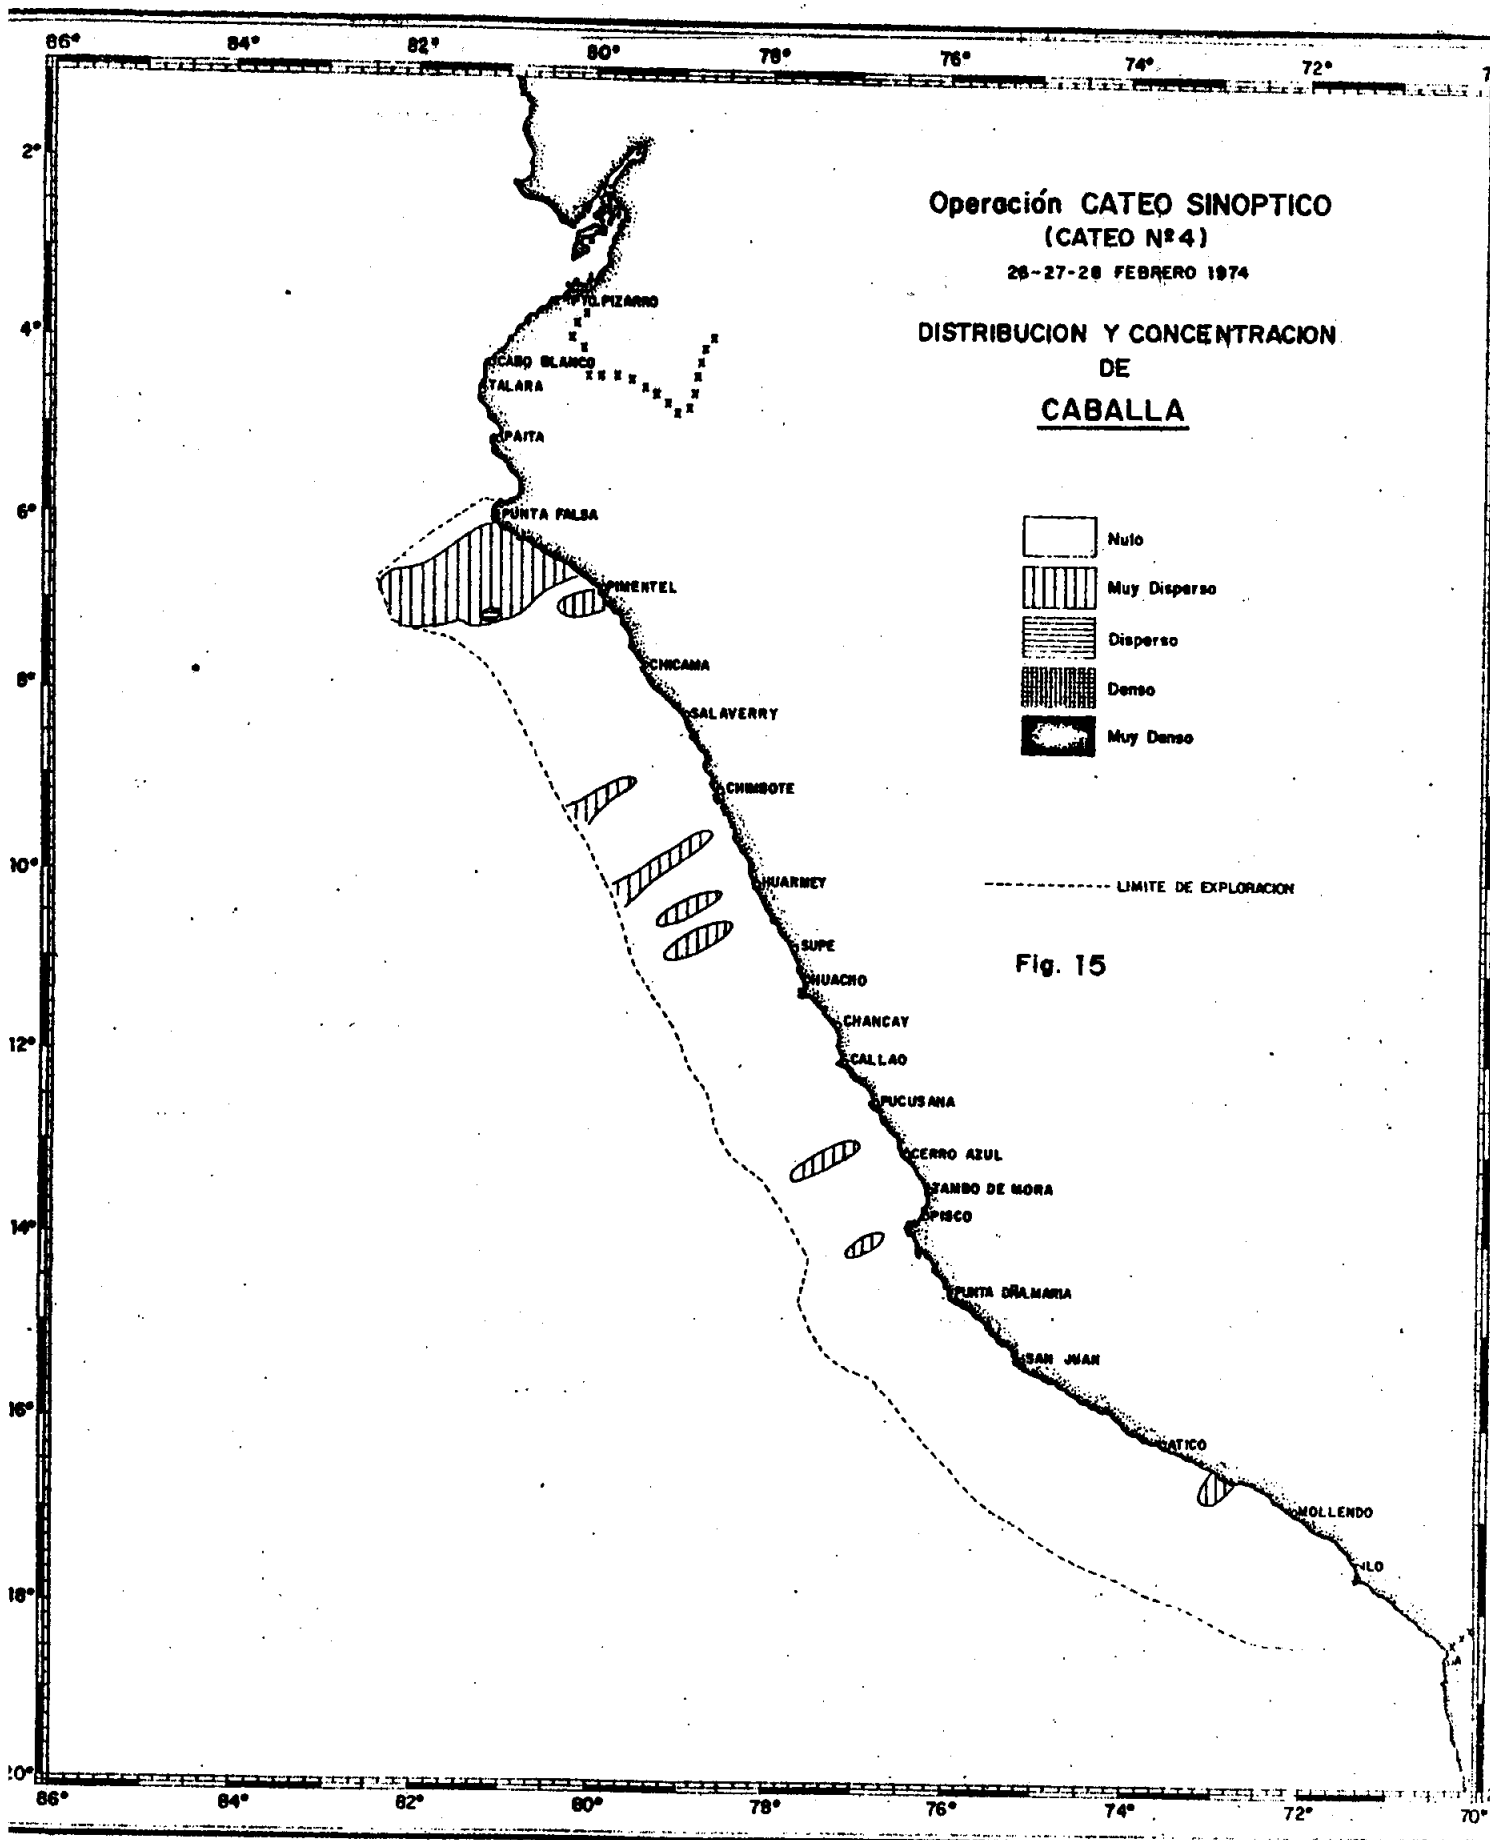 86° 84° 82° 80° 78° 76° 74° 72°
2°
4°
6°
8°
10°
12°
14°
16°
18°
Operación CATEO SINOPTICO
(CATEO Nº 4)
26-27-28 FEBRERO 1974
DISTRIBUCION Y CONCENTRACION
DE
CABALLA
Nulo
Muy Disperso
Disperso
Denso
Muy Denso
LIMITE DE EXPLORACION
Fig. 15
PTO. PIZARRO
CABO BLANCO
TALARA
PAITA
PUNTA FALSA
PIMENTEL
CHICAMA
SALAVERRY
CHIMBOTE
HUARMEY
SUPE
HUACHO
CHANCAY
CALLAO
PUCUSANA
CERRO AZUL
TAMBO DE MORA
PISCO
PUNTA DÑA.MARIA
SAN JUAN
ATICO
MOLLENDO
ILO
86° 84° 82° 80° 78° 76° 74° 72° 70°